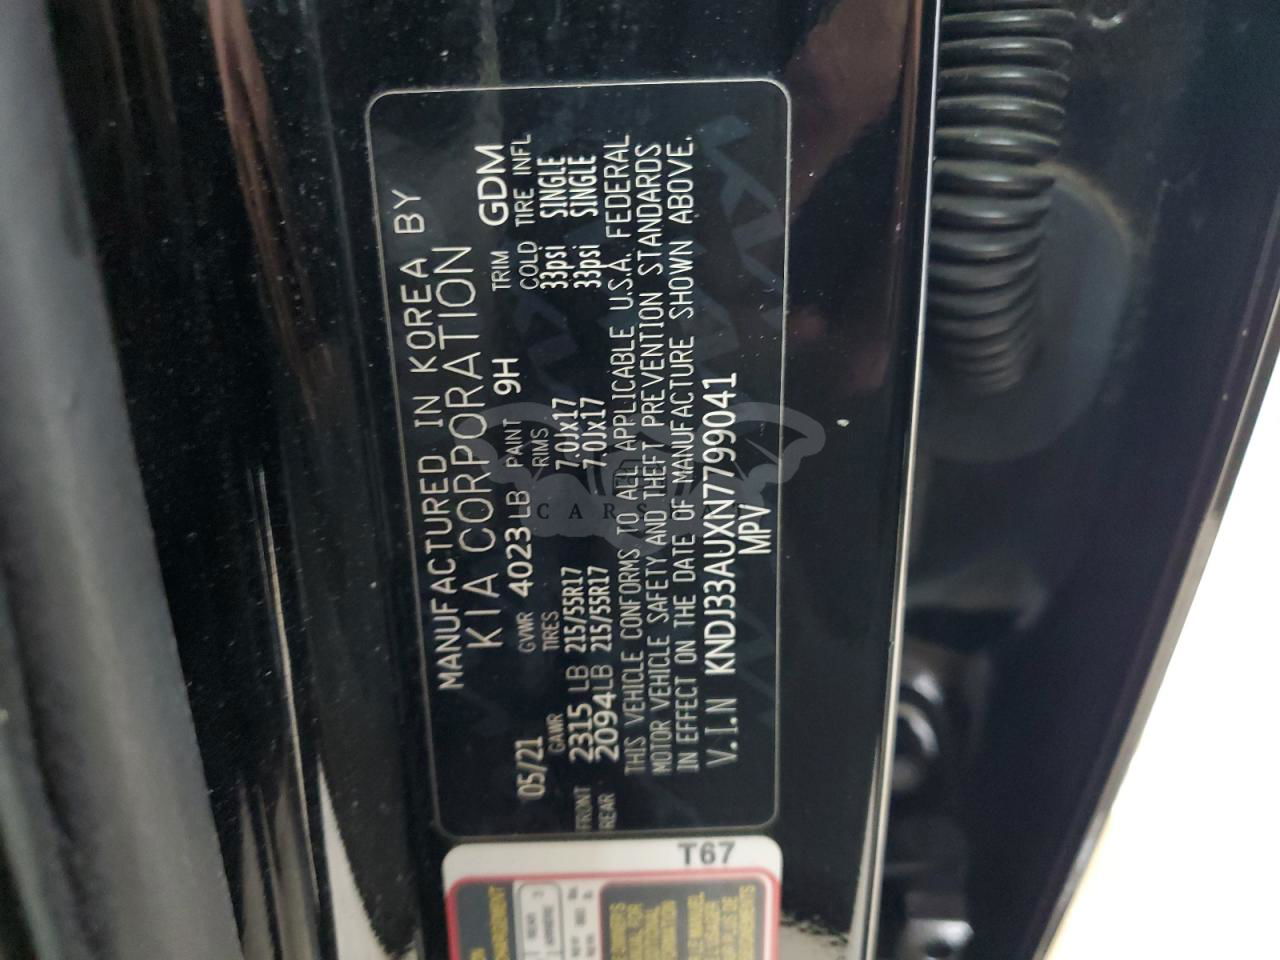 MANUFACTURED IN KOREA BY
KIA CORPORATION
05/21 GVWR 4023 LB PAINT 9H TRIM GDM
GAWR TIRES RIMS COLD TIRE INFL
FRONT 2315 LB 215/55R17 7.0Jx17 33psi SINGLE
REAR 2094 LB 215/55R17 7.0Jx17 33psi SINGLE
THIS VEHICLE CONFORMS TO ALL APPLICABLE U.S.A. FEDERAL
MOTOR VEHICLE SAFETY AND THEFT PREVENTION STANDARDS
IN EFFECT ON THE DATE OF MANUFACTURE SHOWN ABOVE.
V.I.N KNDJ33AUXN7799041
MPV
T67